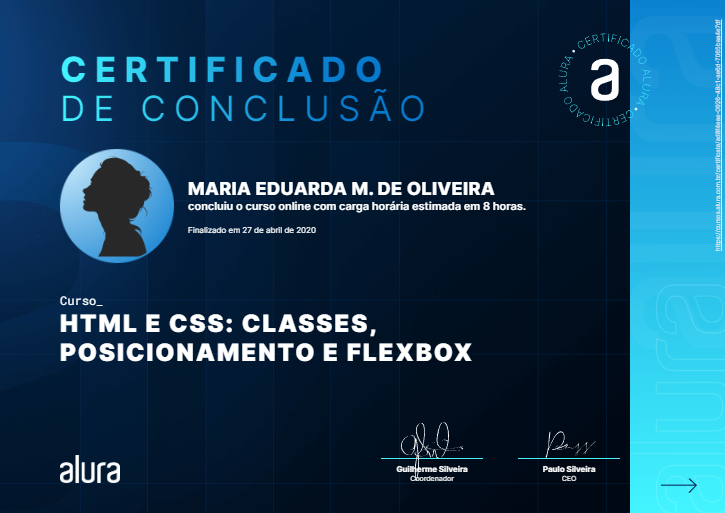 CERTIFICADO
DE CONCLUSÃO
CERTIFICADO ALURA • CERTIFICADO ALURA •
a
MARIA EDUARDA M. DE OLIVEIRA
concluiu o curso online com carga horária estimada em 8 horas.
Finalizado em 27 de abril de 2020
Curso_
HTML E CSS: CLASSES,
POSICIONAMENTO E FLEXBOX
alura
Guilherme Silveira
Coordenador
Paulo Silveira
CEO
alura